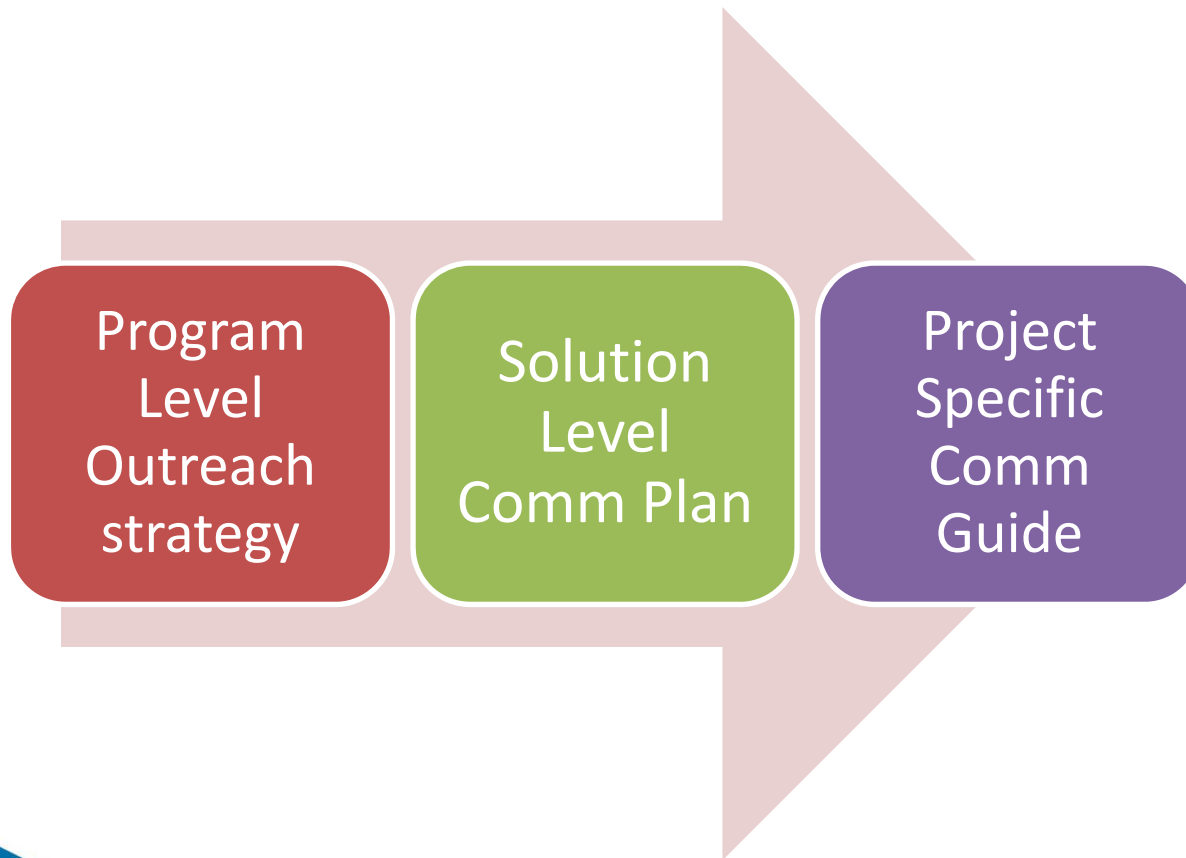 Program
Level
Outreach
strategy
Solution
Level
Comm Plan
Project
Specific
Comm
Guide